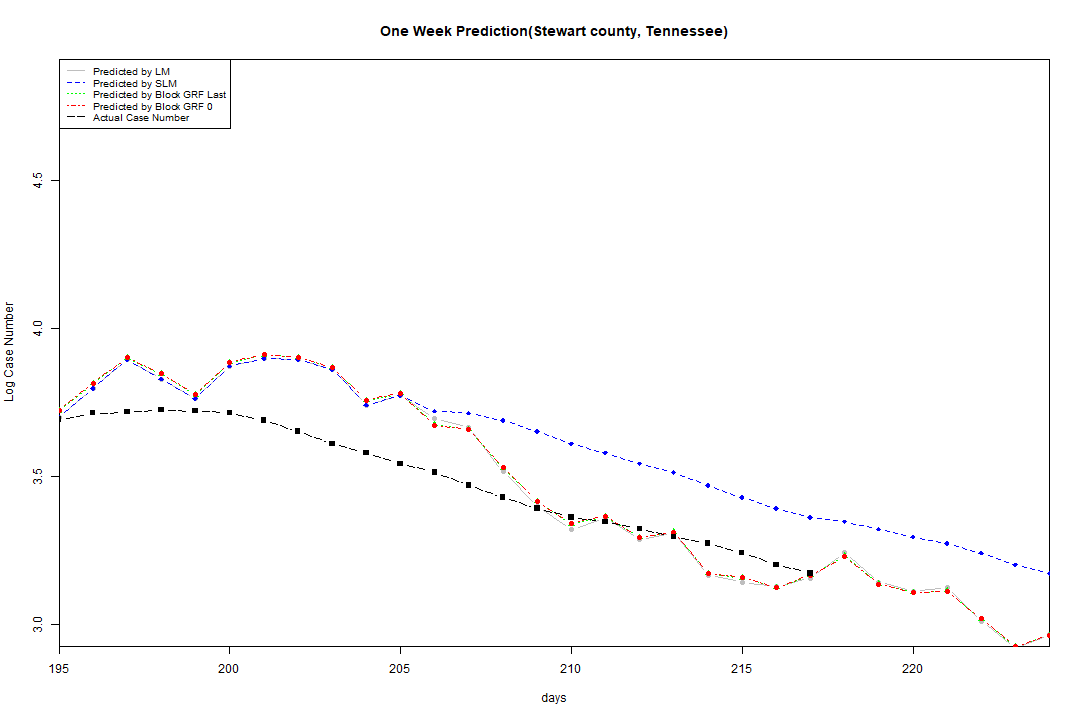 One Week Prediction(Stewart county, Tennessee)
Predicted by LM
Predicted by SLM
Predicted by Block GRF Last
Predicted by Block GRF 0
Actual Case Number
4.5
4.0
3.5
3.0
Log Case Number
195 200 205 210 215 220
days